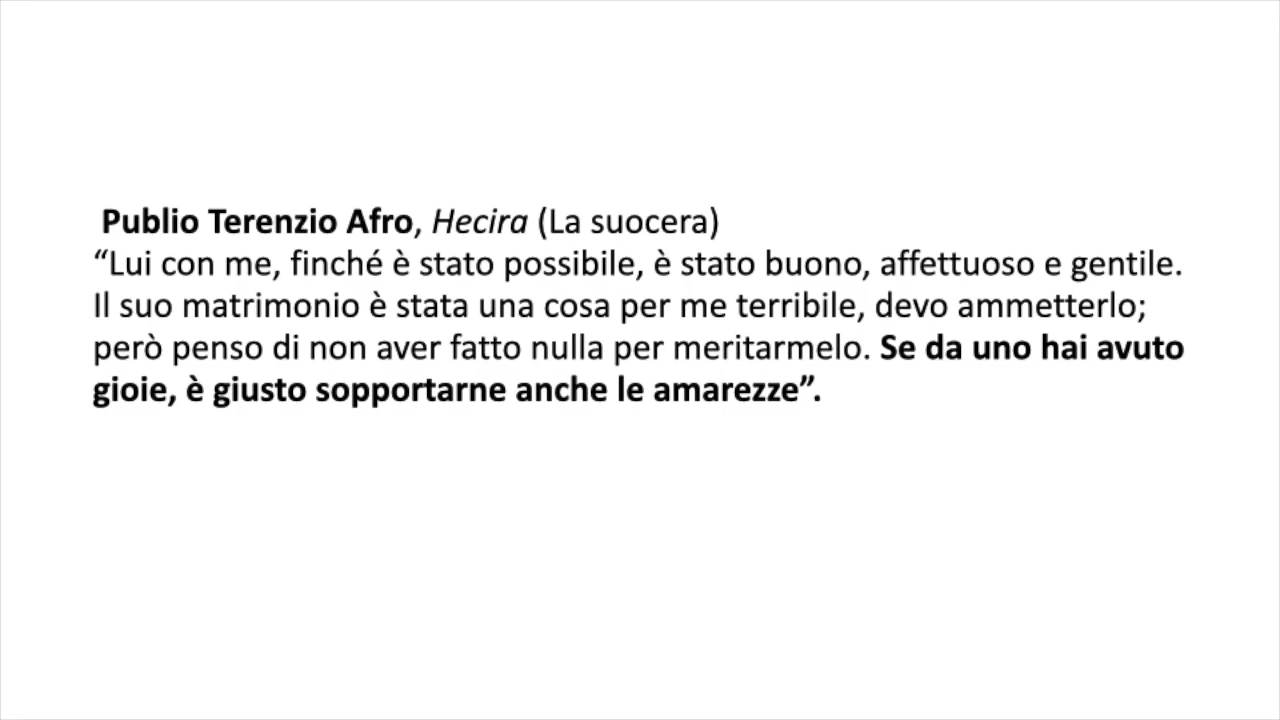 Publio Terenzio Afro, Hecira (La suocera)
“Lui con me, finché è stato possibile, è stato buono, affettuoso e gentile.
Il suo matrimonio è stata una cosa per me terribile, devo ammetterlo;
però penso di non aver fatto nulla per meritarmelo. Se da uno hai avuto
gioie, è giusto sopportarne anche le amarezze”.